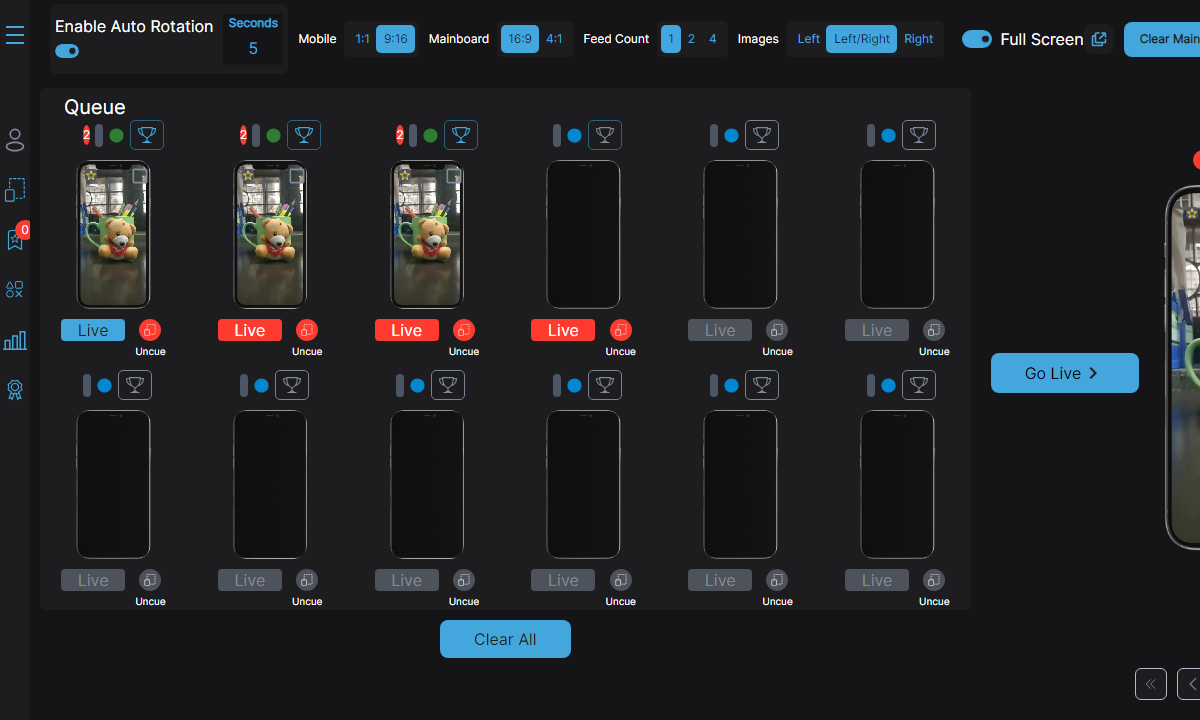 Enable Auto Rotation
Seconds
5
Mobile 1:1 9:16 Mainboard 16:9 4:1 Feed Count 1 2 4 Images Left Left/Right Right Full Screen Clear Main
Queue
2 2 2
Live Live Live Live Live Live
Uncue Uncue Uncue Uncue Uncue Uncue
0
Go Live
Live Live Live Live Live Live
Uncue Uncue Uncue Uncue Uncue Uncue
Clear All